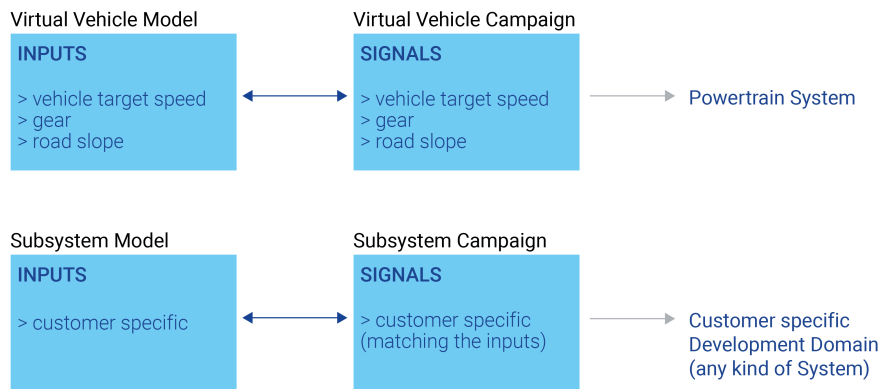 Virtual Vehicle Model
INPUTS
> vehicle target speed
> gear
> road slope
Virtual Vehicle Campaign
SIGNALS
> vehicle target speed
> gear
> road slope
Powertrain System
Subsystem Model
INPUTS
> customer specific
Subsystem Campaign
SIGNALS
> customer specific
(matching the inputs)
Customer specific
Development Domain
(any kind of System)